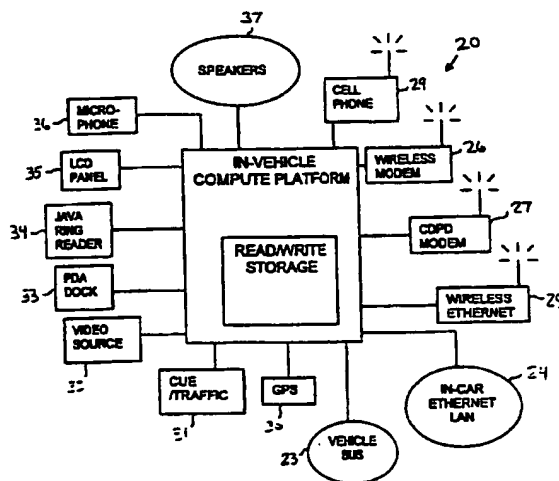 37
SPEAKERS
20
CELL
PHONE
29
MICRO-
PHONE
36
IN-VEHICLE
COMPUTE PLATFORM
WIRELESS
MODEM
26
LCD
PANEL
35
JAVA
RING
READER
34
CDPD
MODEM
27
READ/WRITE
STORAGE
PDA
DOCK
33
WIRELESS
ETHERNET
VIDEO
SOURCE
CUE
/TRAFFIC
31
GPS
30
VEHICLE
BUS
23
IN-CAR
ETHERNET
LAN
24